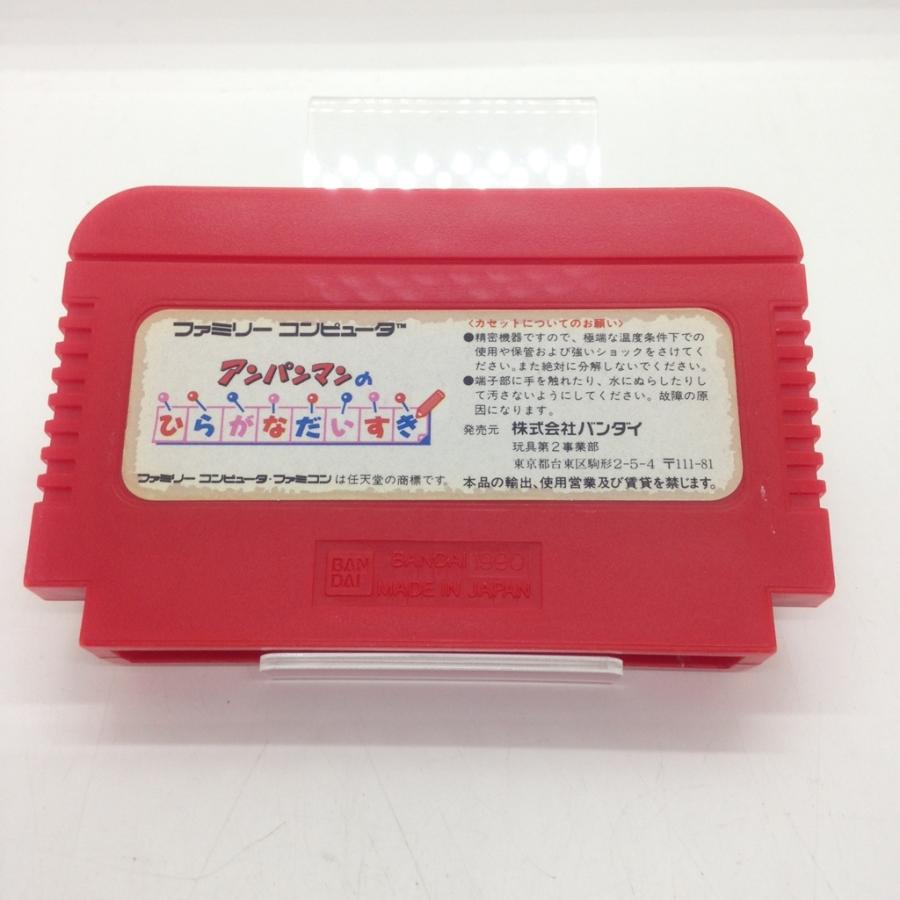 ファミリー コンピュータ™
アンパンマンの
ひらがなだいすき
ファミリー コンピュータ・ファミコンは任天堂の商標です。
〈カセットについてのお願い〉
●精密機器ですので、極端な温度条件下での
使用や保管および強いショックをさけてく
ださい。また絶対に分解しないでください。
●端子部に手を触れたり、水にぬらしたりし
て汚さないようにしてください。故障の原
因になります。
発売元 株式会社バンダイ
玩具第2事業部
東京都台東区駒形2-5-4 〒111-81
本品の輸出、使用営業及び賃貸を禁じます。
BAN
DAI
BANDAI 1990
MADE IN JAPAN